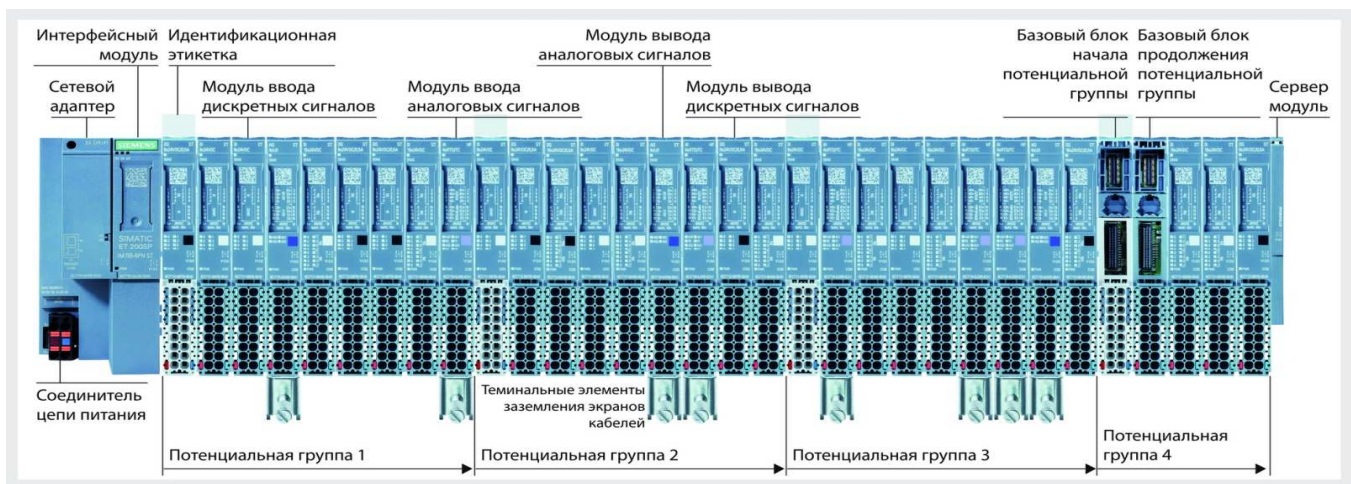 Интерфейсный
модуль
Идентификационная
этикетка
Модуль вывода
аналоговых сигналов
Базовый блок
начала
потенциальной
группы
Базовый блок
продолжения
потенциальной
группы
Сетевой
адаптер
Модуль ввода
дискретных сигналов
Модуль ввода
аналоговых сигналов
Модуль вывода
дискретных сигналов
Сервер
модуль
SIEMENS
SIMATIC
ET 200SP
Соединитель
цепи питания
Теминальные элементы
заземления экранов
кабелей
Потенциальная группа 1
Потенциальная группа 2
Потенциальная группа 3
Потенциальная
группа 4